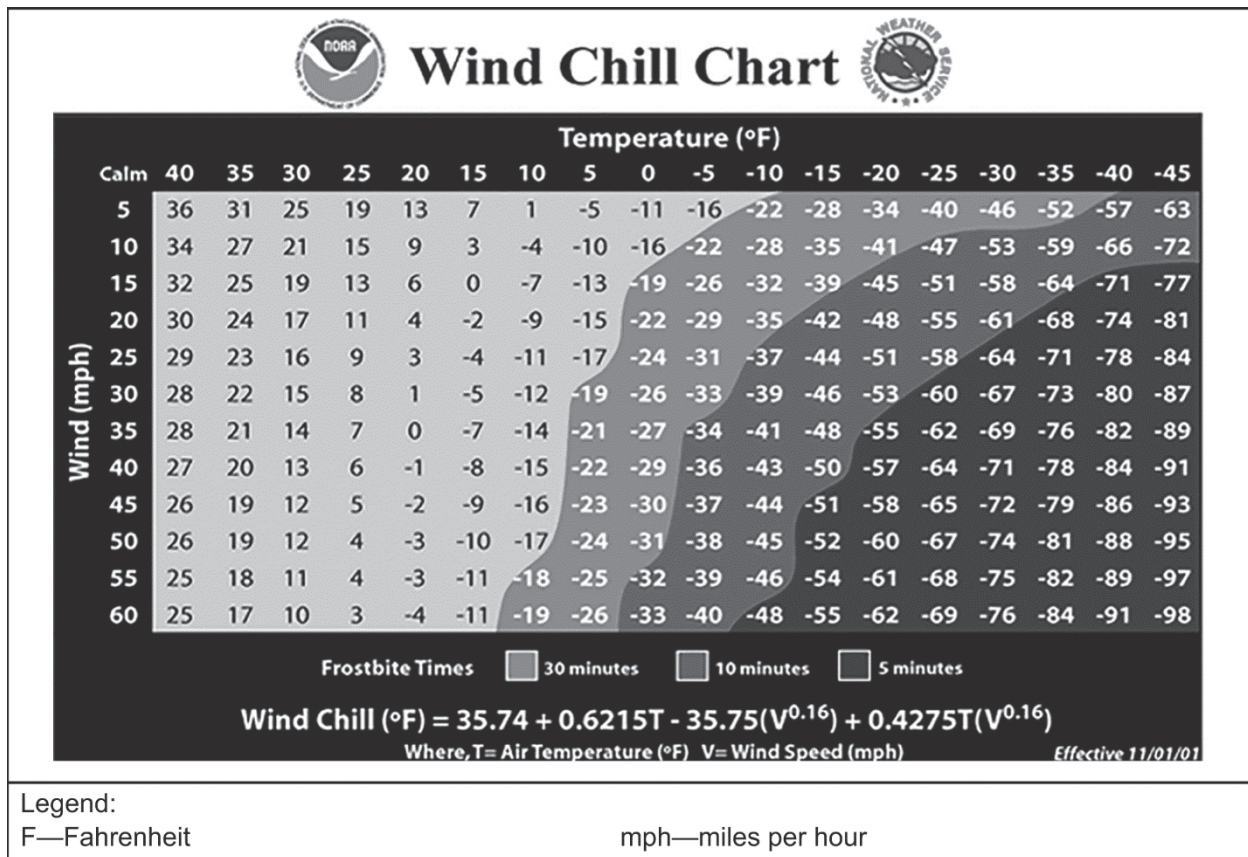 NOAA
Wind Chill Chart
NATIONAL WEATHER SERVICE
Temperature (ºF)
Calm 40 35 30 25 20 15 10 5 0 -5 -10 -15 -20 -25 -30 -35 -40 -45
5 36 31 25 19 13 7 1 -5 -11 -16 -22 -28 -34 -40 -46 -52 -57 -63
10 34 27 21 15 9 3 -4 -10 -16 -22 -28 -35 -41 -47 -53 -59 -66 -72
15 32 25 19 13 6 0 -7 -13 -19 -26 -32 -39 -45 -51 -58 -64 -71 -77
20 30 24 17 11 4 -2 -9 -15 -22 -29 -35 -42 -48 -55 -61 -68 -74 -81
25 29 23 16 9 3 -4 -11 -17 -24 -31 -37 -44 -51 -58 -64 -71 -78 -84
30 28 22 15 8 1 -5 -12 -19 -26 -33 -39 -46 -53 -60 -67 -73 -80 -87
35 28 21 14 7 0 -7 -14 -21 -27 -34 -41 -48 -55 -62 -69 -76 -82 -89
40 27 20 13 6 -1 -8 -15 -22 -29 -36 -43 -50 -57 -64 -71 -78 -84 -91
45 26 19 12 5 -2 -9 -16 -23 -30 -37 -44 -51 -58 -65 -72 -79 -86 -93
50 26 19 12 4 -3 -10 -17 -24 -31 -38 -45 -52 -60 -67 -74 -81 -88 -95
55 25 18 11 4 -3 -11 -18 -25 -32 -39 -46 -54 -61 -68 -75 -82 -89 -97
60 25 17 10 3 -4 -11 -19 -26 -33 -40 -48 -55 -62 -69 -76 -84 -91 -98
Wind (mph)
Frostbite Times 30 minutes 10 minutes 5 minutes
Wind Chill (ºF) = 35.74 + 0.6215T - 35.75(V^0.16) + 0.4275T(V^0.16)
Where, T= Air Temperature (ºF) V= Wind Speed (mph) Effective 11/01/01
Legend:
F—Fahrenheit mph—miles per hour